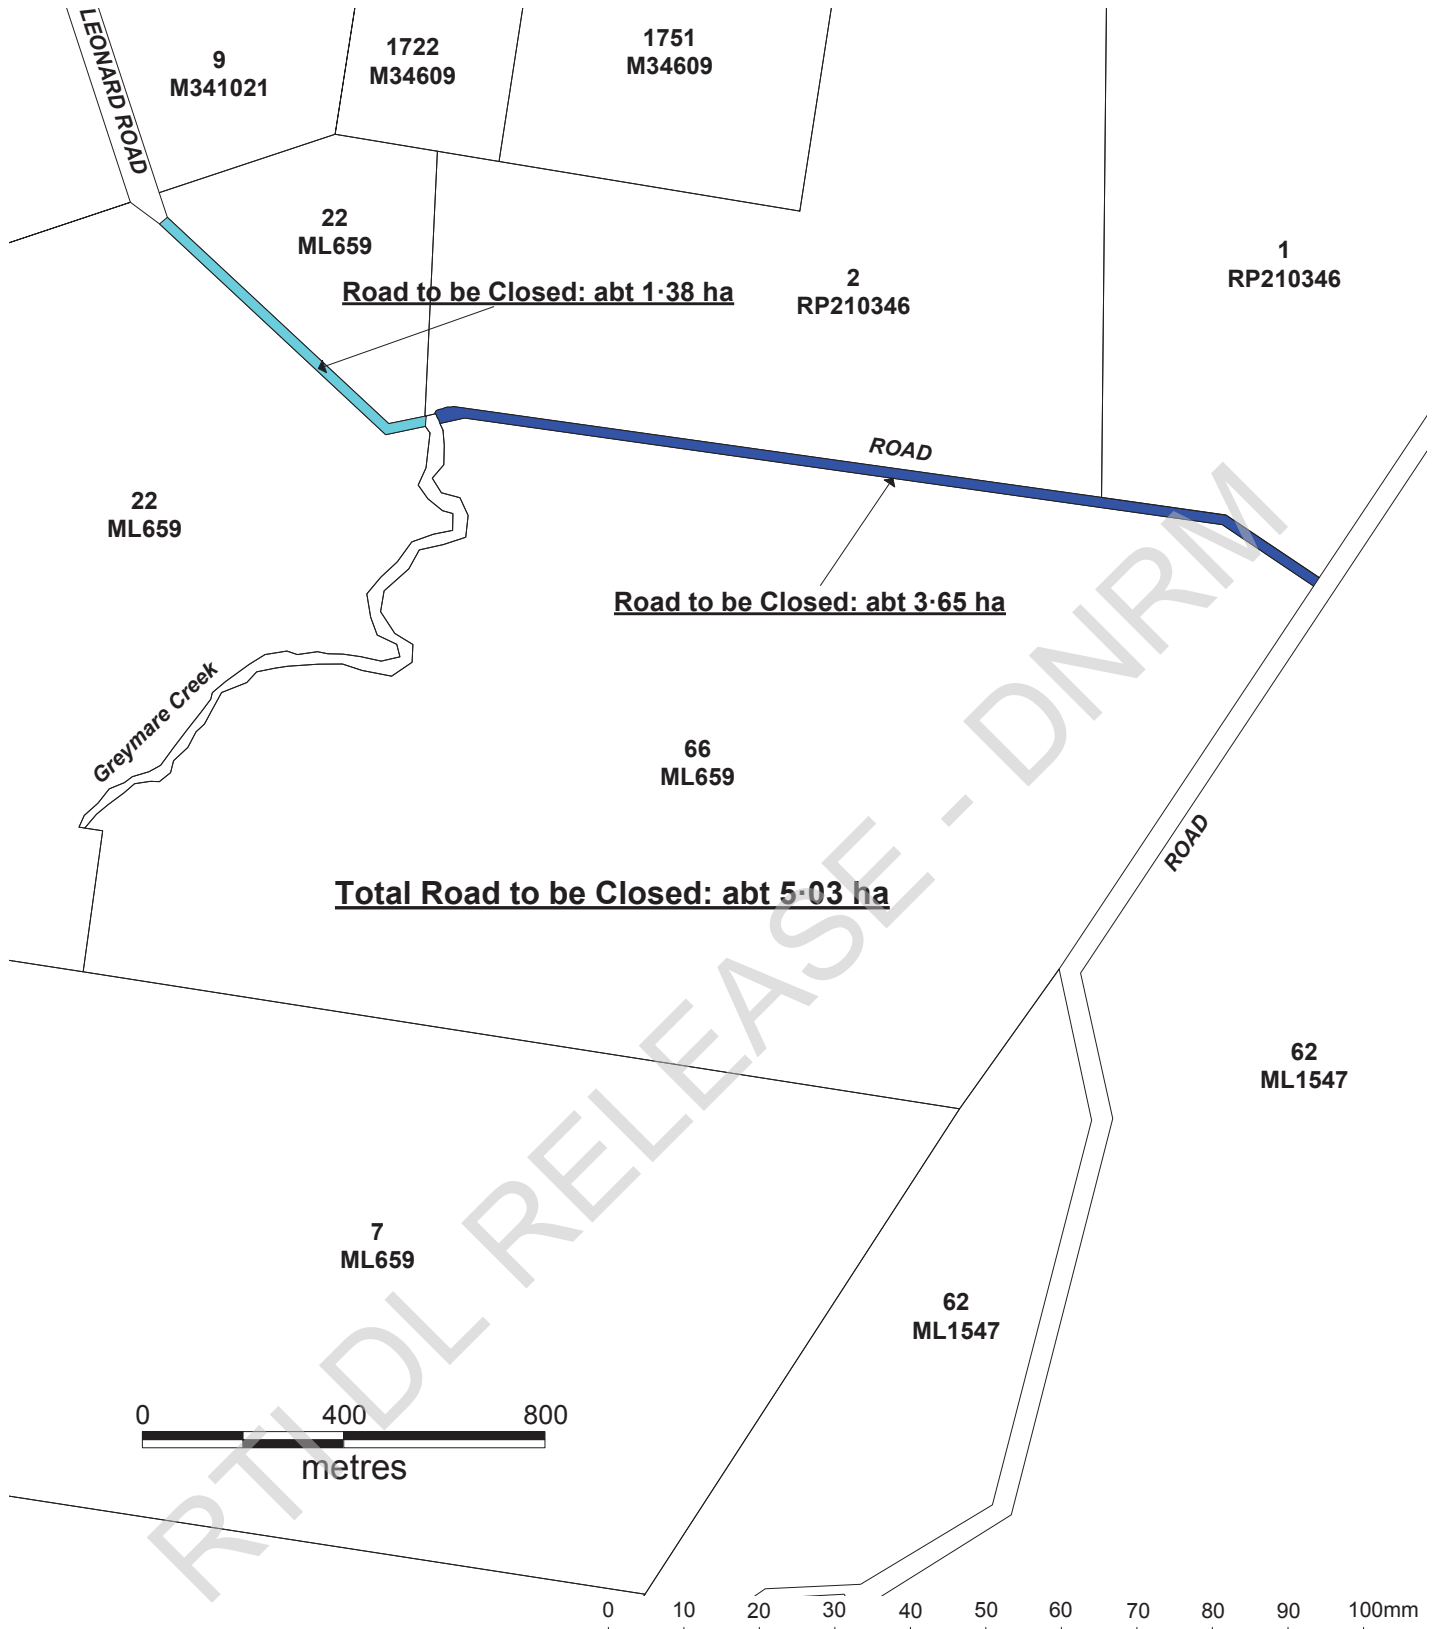 LEONARD ROAD
9
M341021
1722
M34609
1751
M34609
22
ML659
Road to be Closed: abt 1·38 ha
2
RP210346
1
RP210346
ROAD
22
ML659
Road to be Closed: abt 3·65 ha
Greymare Creek
66
ML659
ROAD
Total Road to be Closed: abt 5·03 ha
62
ML1547
7
ML659
62
ML1547
0 400 800
metres
RTI DL RELEASE - DNRM
0 10 20 30 40 50 60 70 80 90 100mm